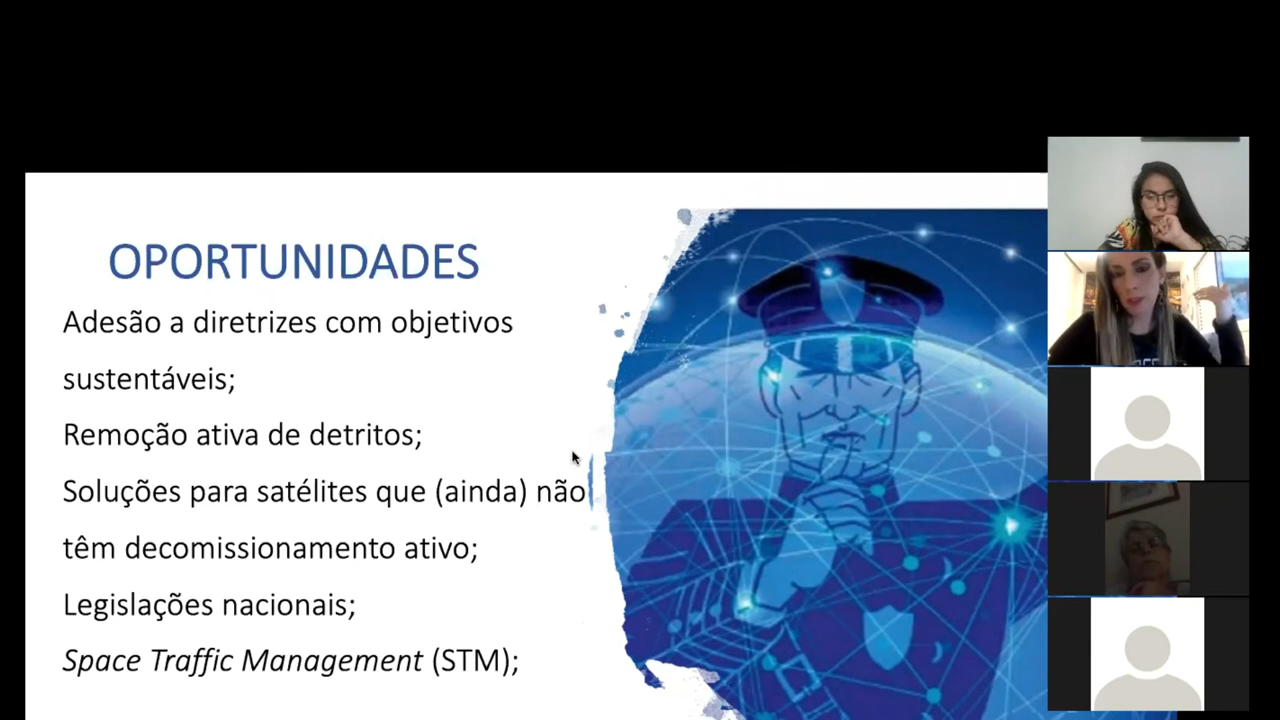 OPORTUNIDADES
Adesão a diretrizes com objetivos
sustentáveis;
Remoção ativa de detritos;
Soluções para satélites que (ainda) não
têm decomissionamento ativo;
Legislações nacionais;
Space Traffic Management (STM);